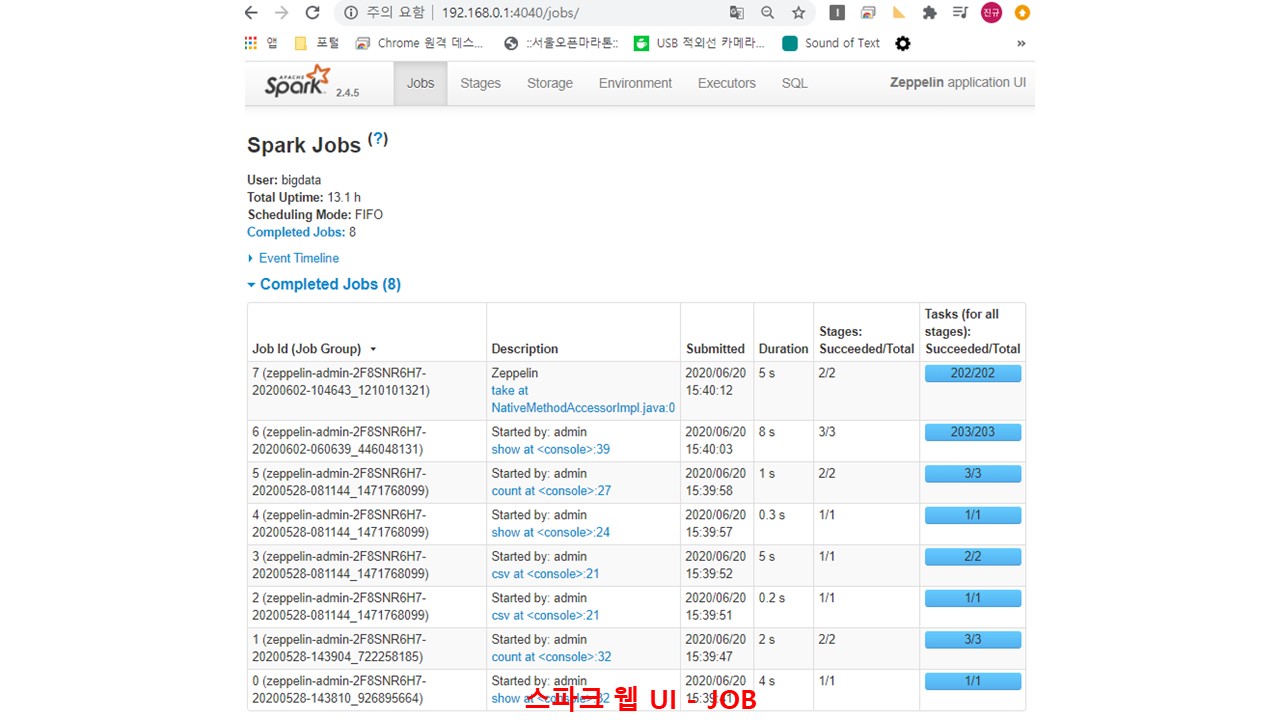 주의 요함 192.168.0.1:4040/jobs/ 진규
앱 포털 Chrome 원격 데스... ::서울오픈마라톤:: USB 적외선 카메라... Sound of Text »
APACHE Spark 2.4.5 Jobs Stages Storage Environment Executors SQL Zeppelin application UI
Spark Jobs (?)
User: bigdata
Total Uptime: 13.1 h
Scheduling Mode: FIFO
Completed Jobs: 8
Event Timeline
Completed Jobs (8)
Job Id (Job Group) Description Submitted Duration Stages: Succeeded/Total Tasks (for all stages): Succeeded/Total
7 (zeppelin-admin-2F8SNR6H7- Zeppelin 2020/06/20 5 s 2/2 202/202
20200602-104643_1210101321) take at 15:40:12
NativeMethodAccessorImpl.java:0
6 (zeppelin-admin-2F8SNR6H7- Started by: admin 2020/06/20 8 s 3/3 203/203
20200602-060639_446048131) show at <console>:39 15:40:03
5 (zeppelin-admin-2F8SNR6H7- Started by: admin 2020/06/20 1 s 2/2 3/3
20200528-081144_1471768099) count at <console>:27 15:39:58
4 (zeppelin-admin-2F8SNR6H7- Started by: admin 2020/06/20 0.3 s 1/1 1/1
20200528-081144_1471768099) show at <console>:24 15:39:57
3 (zeppelin-admin-2F8SNR6H7- Started by: admin 2020/06/20 5 s 1/1 2/2
20200528-081144_1471768099) csv at <console>:21 15:39:52
2 (zeppelin-admin-2F8SNR6H7- Started by: admin 2020/06/20 0.2 s 1/1 1/1
20200528-081144_1471768099) csv at <console>:21 15:39:51
1 (zeppelin-admin-2F8SNR6H7- Started by: admin 2020/06/20 2 s 2/2 3/3
20200528-143904_722258185) count at <console>:32 15:39:47
0 (zeppelin-admin-2F8SNR6H7- Started by: admin 2020/06/20 4 s 1/1 1/1
20200528-143810_926895664) show at
스파크 웹 UI - JOB